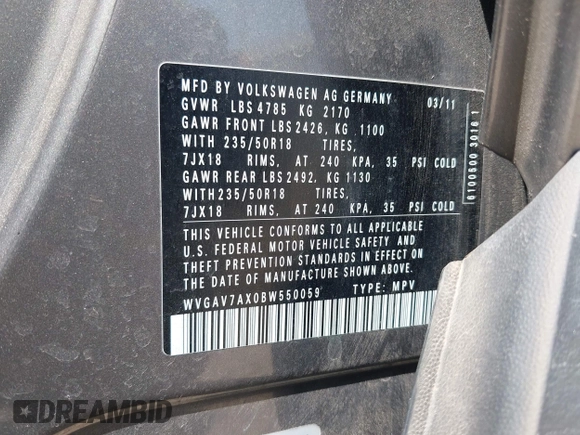 MFD BY VOLKSWAGEN AG GERMANY 03/11
GVWR LBS 4785 KG 2170
GAWR FRONT LBS 2426, KG 1100
WITH 235/50R18 TIRES,
7JX18 RIMS, AT 240 KPA, 35 PSI COLD
GAWR REAR LBS 2492. KG 1130
WITH 235/50R18 TIRES,
7JX18 RIMS, AT 240 KPA, 35 PSI COLD
THIS VEHICLE CONFORMS TO ALL APPLICABLE
U.S. FEDERAL MOTOR VEHICLE SAFETY AND
THEFT PREVENTION STANDARDS IN EFFECT ON
THE DATE OF MANUFACTURE SHOWN ABOVE.
WVGAV7AX0BW550059 TYPE: MPV
6100600 3016 1
DREAMBID